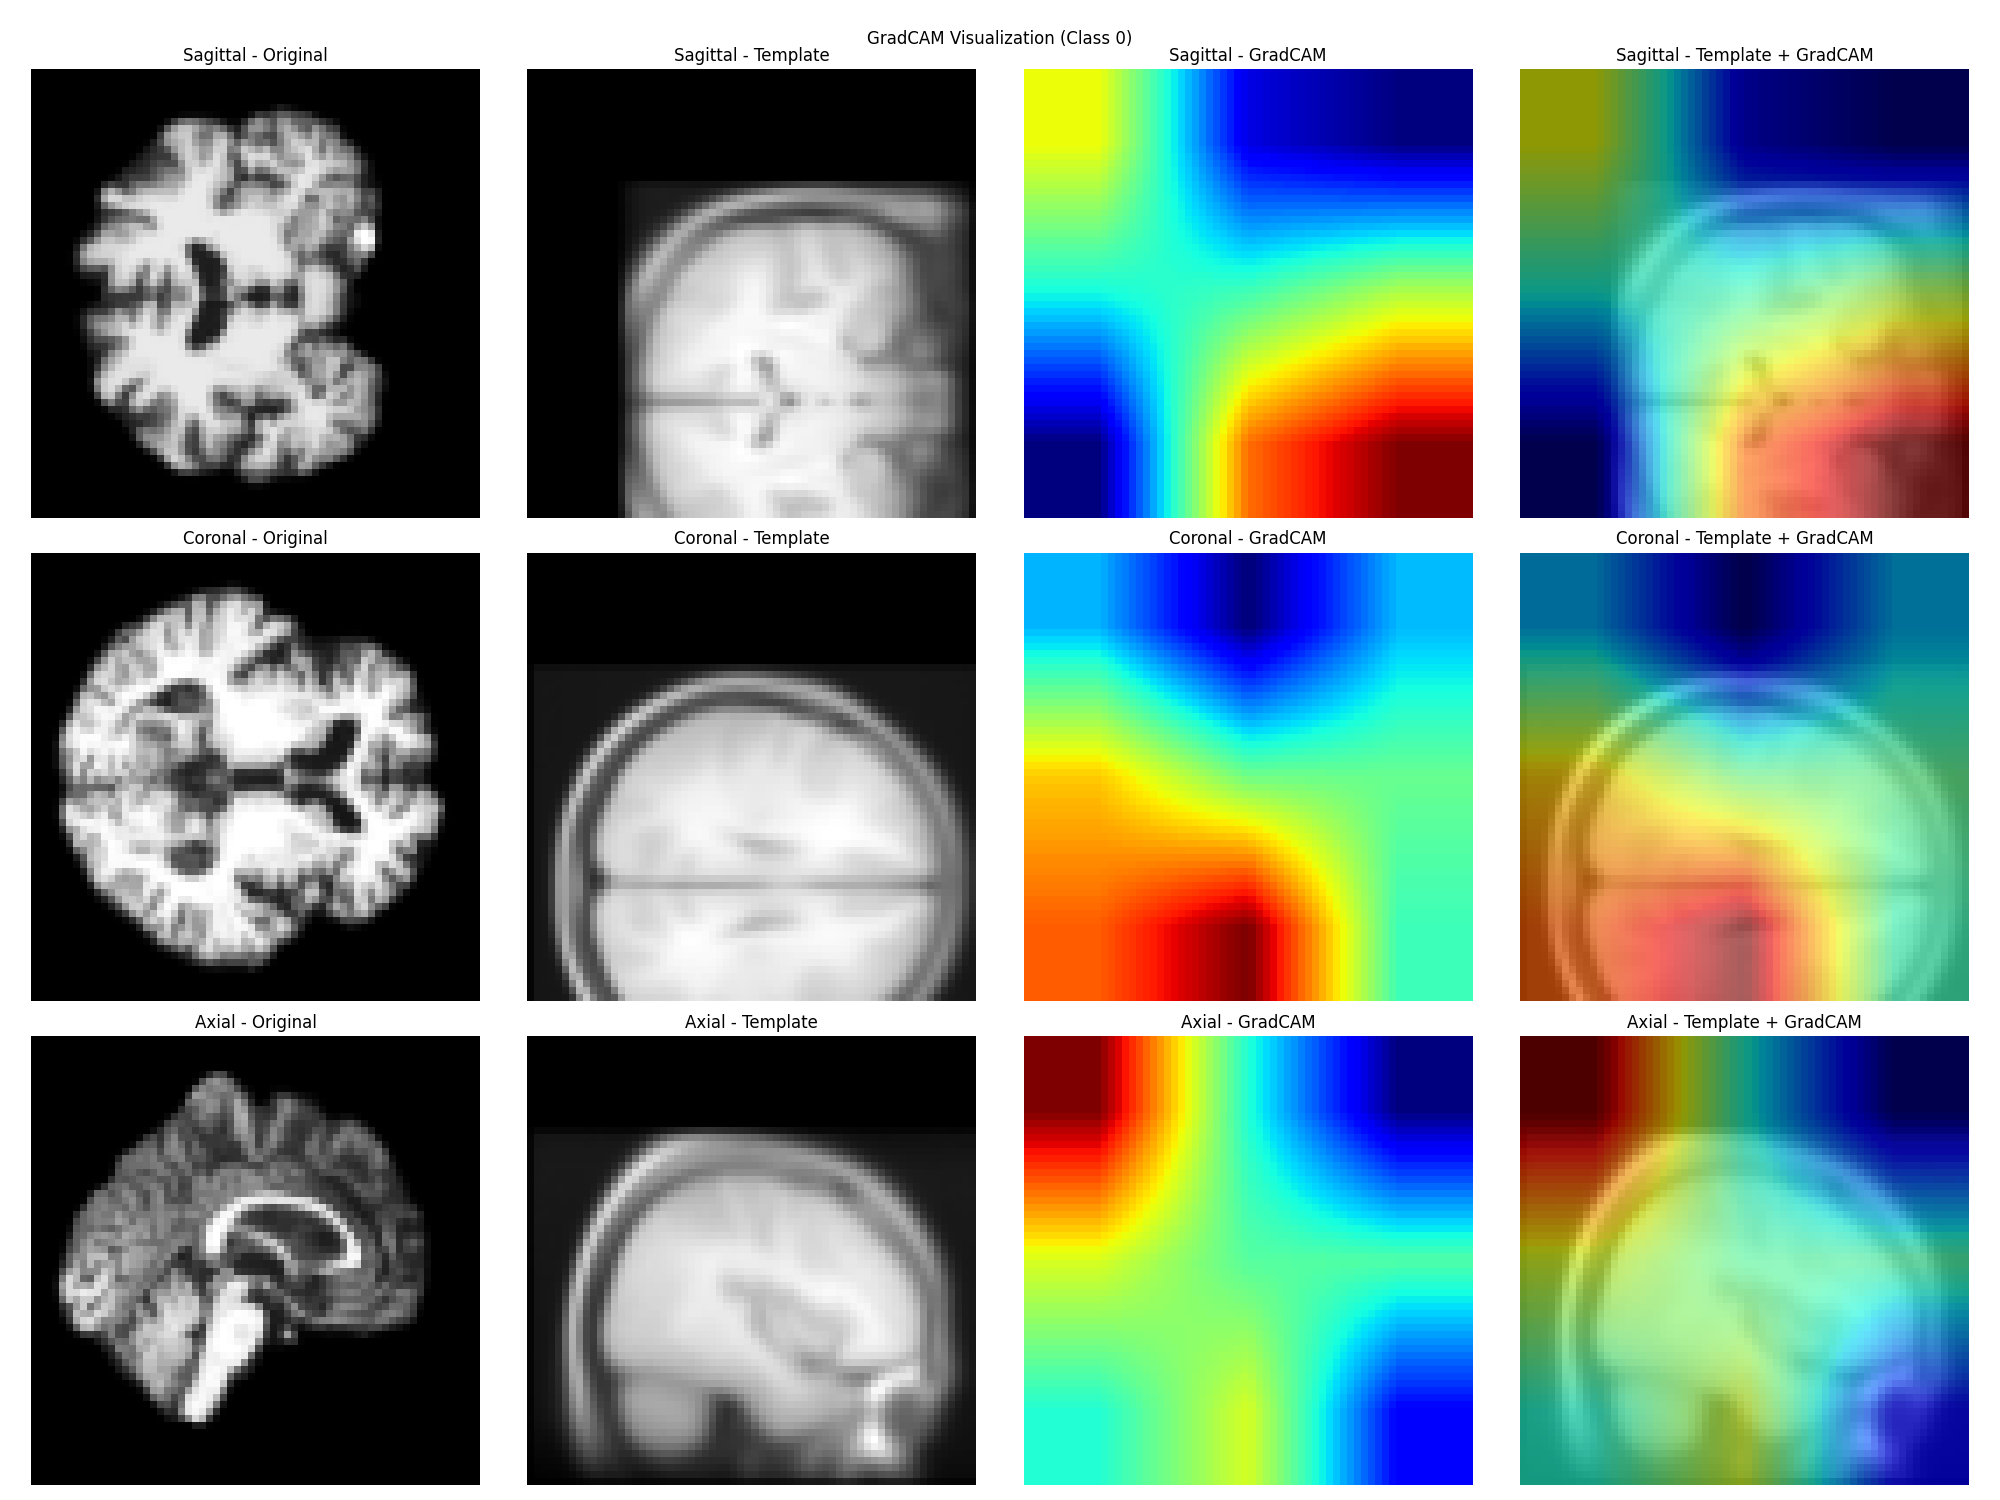 GradCAM Visualization (Class 0)
Sagittal - Original
Sagittal - Template
Sagittal - GradCAM
Sagittal - Template + GradCAM
Coronal - Original
Coronal - Template
Coronal - GradCAM
Coronal - Template + GradCAM
Axial - Original
Axial - Template
Axial - GradCAM
Axial - Template + GradCAM